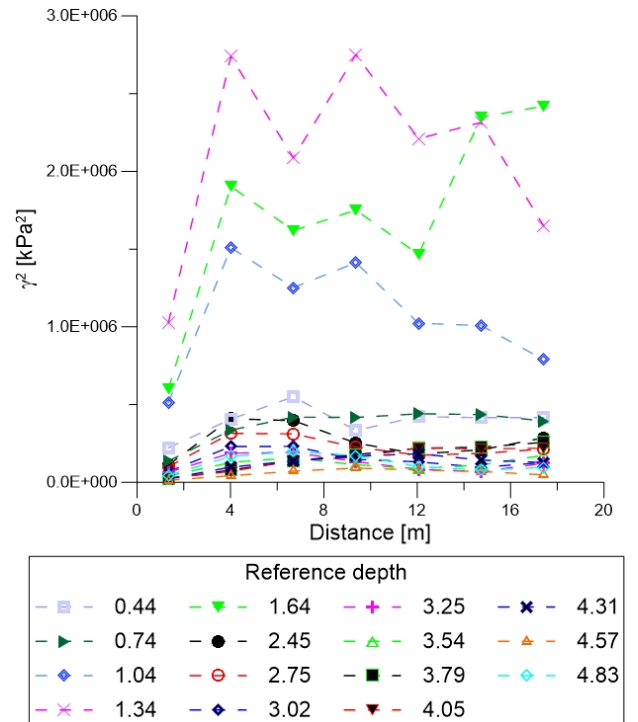 3.0E+006
2.0E+006
1.0E+006
0.0E+000
γ² [kPa²]
0 4 8 12 16 20
Distance [m]
Reference depth
0.44 1.64 3.25 4.31
0.74 2.45 3.54 4.57
1.04 2.75 3.79 4.83
1.34 3.02 4.05